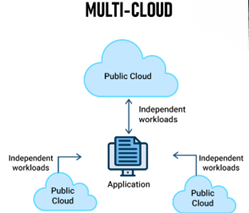 MULTI-CLOUD
Public Cloud
Independent
workloads
Independent
workloads
Independent
workloads
Application
Public
Cloud
Public
Cloud